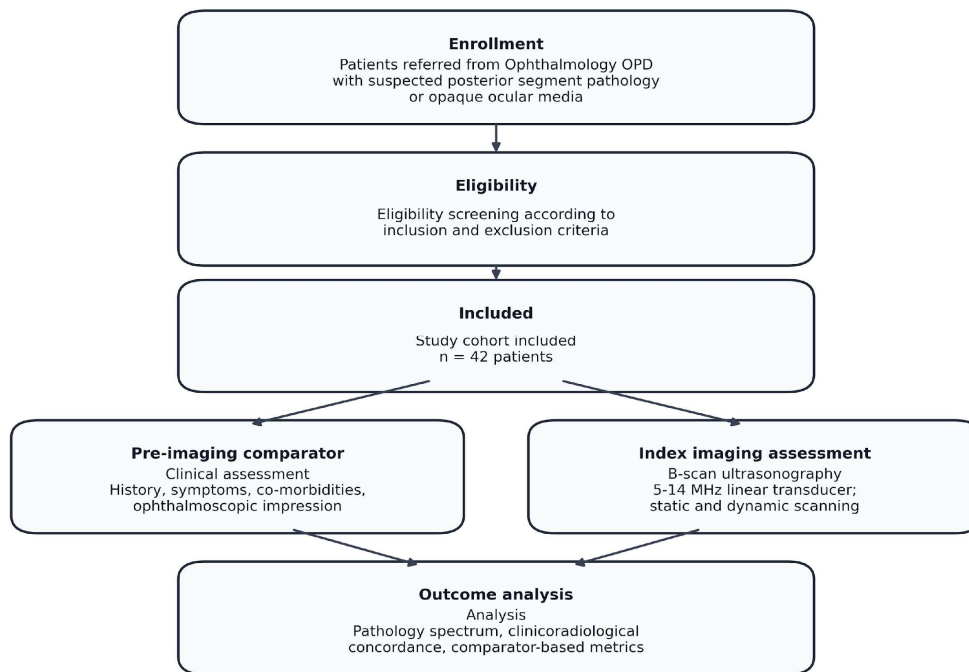 Enrollment
Patients referred from Ophthalmology OPD
with suspected posterior segment pathology
or opaque ocular media
Eligibility
Eligibility screening according to
inclusion and exclusion criteria
Included
Study cohort included
n = 42 patients
Pre-imaging comparator
Clinical assessment
History, symptoms, co-morbidities,
ophthalmoscopic impression
Index imaging assessment
B-scan ultrasonography
5-14 MHz linear transducer;
static and dynamic scanning
Outcome analysis
Analysis
Pathology spectrum, clinicoradiological
concordance, comparator-based metrics